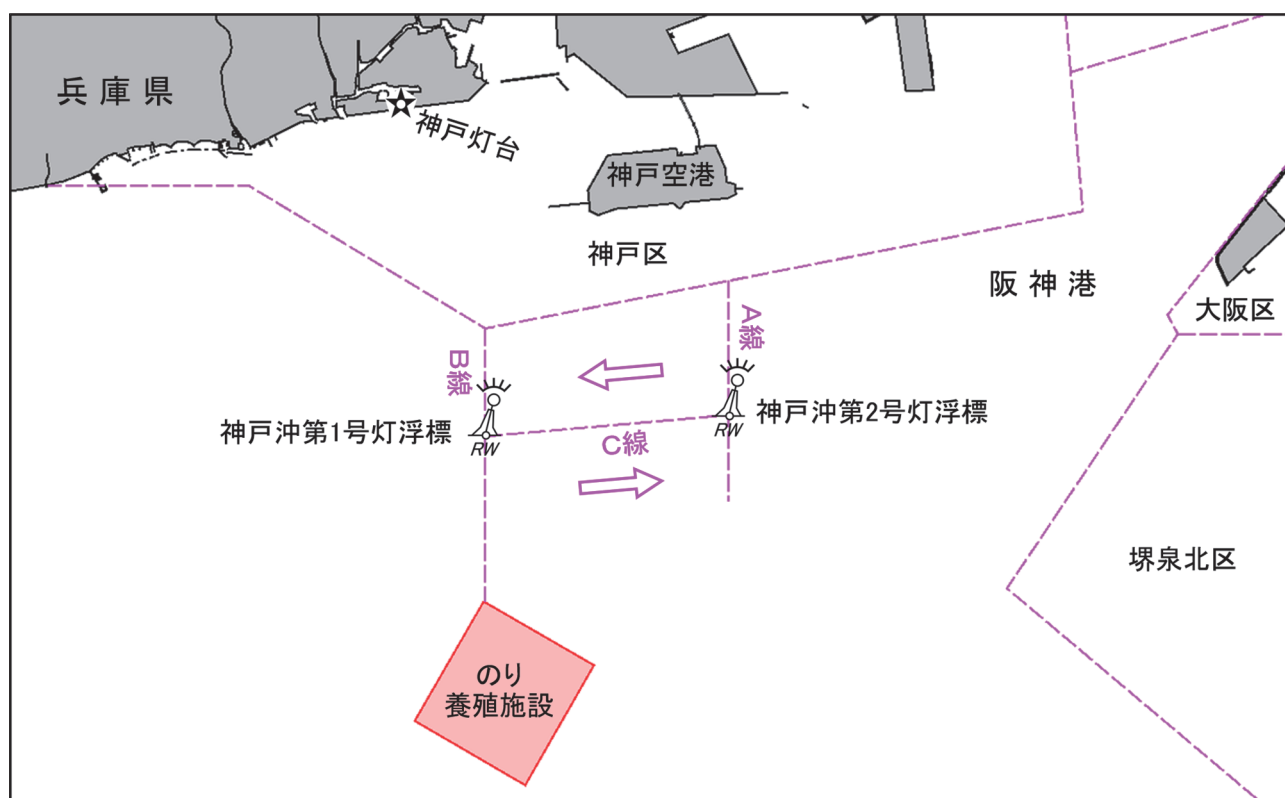 兵庫県
神戸灯台
神戸空港
神戸区
阪神港
大阪区
A線
B線
神戸沖第2号灯浮標
RW
神戸沖第1号灯浮標
RW
C線
堺泉北区
のり
養殖施設